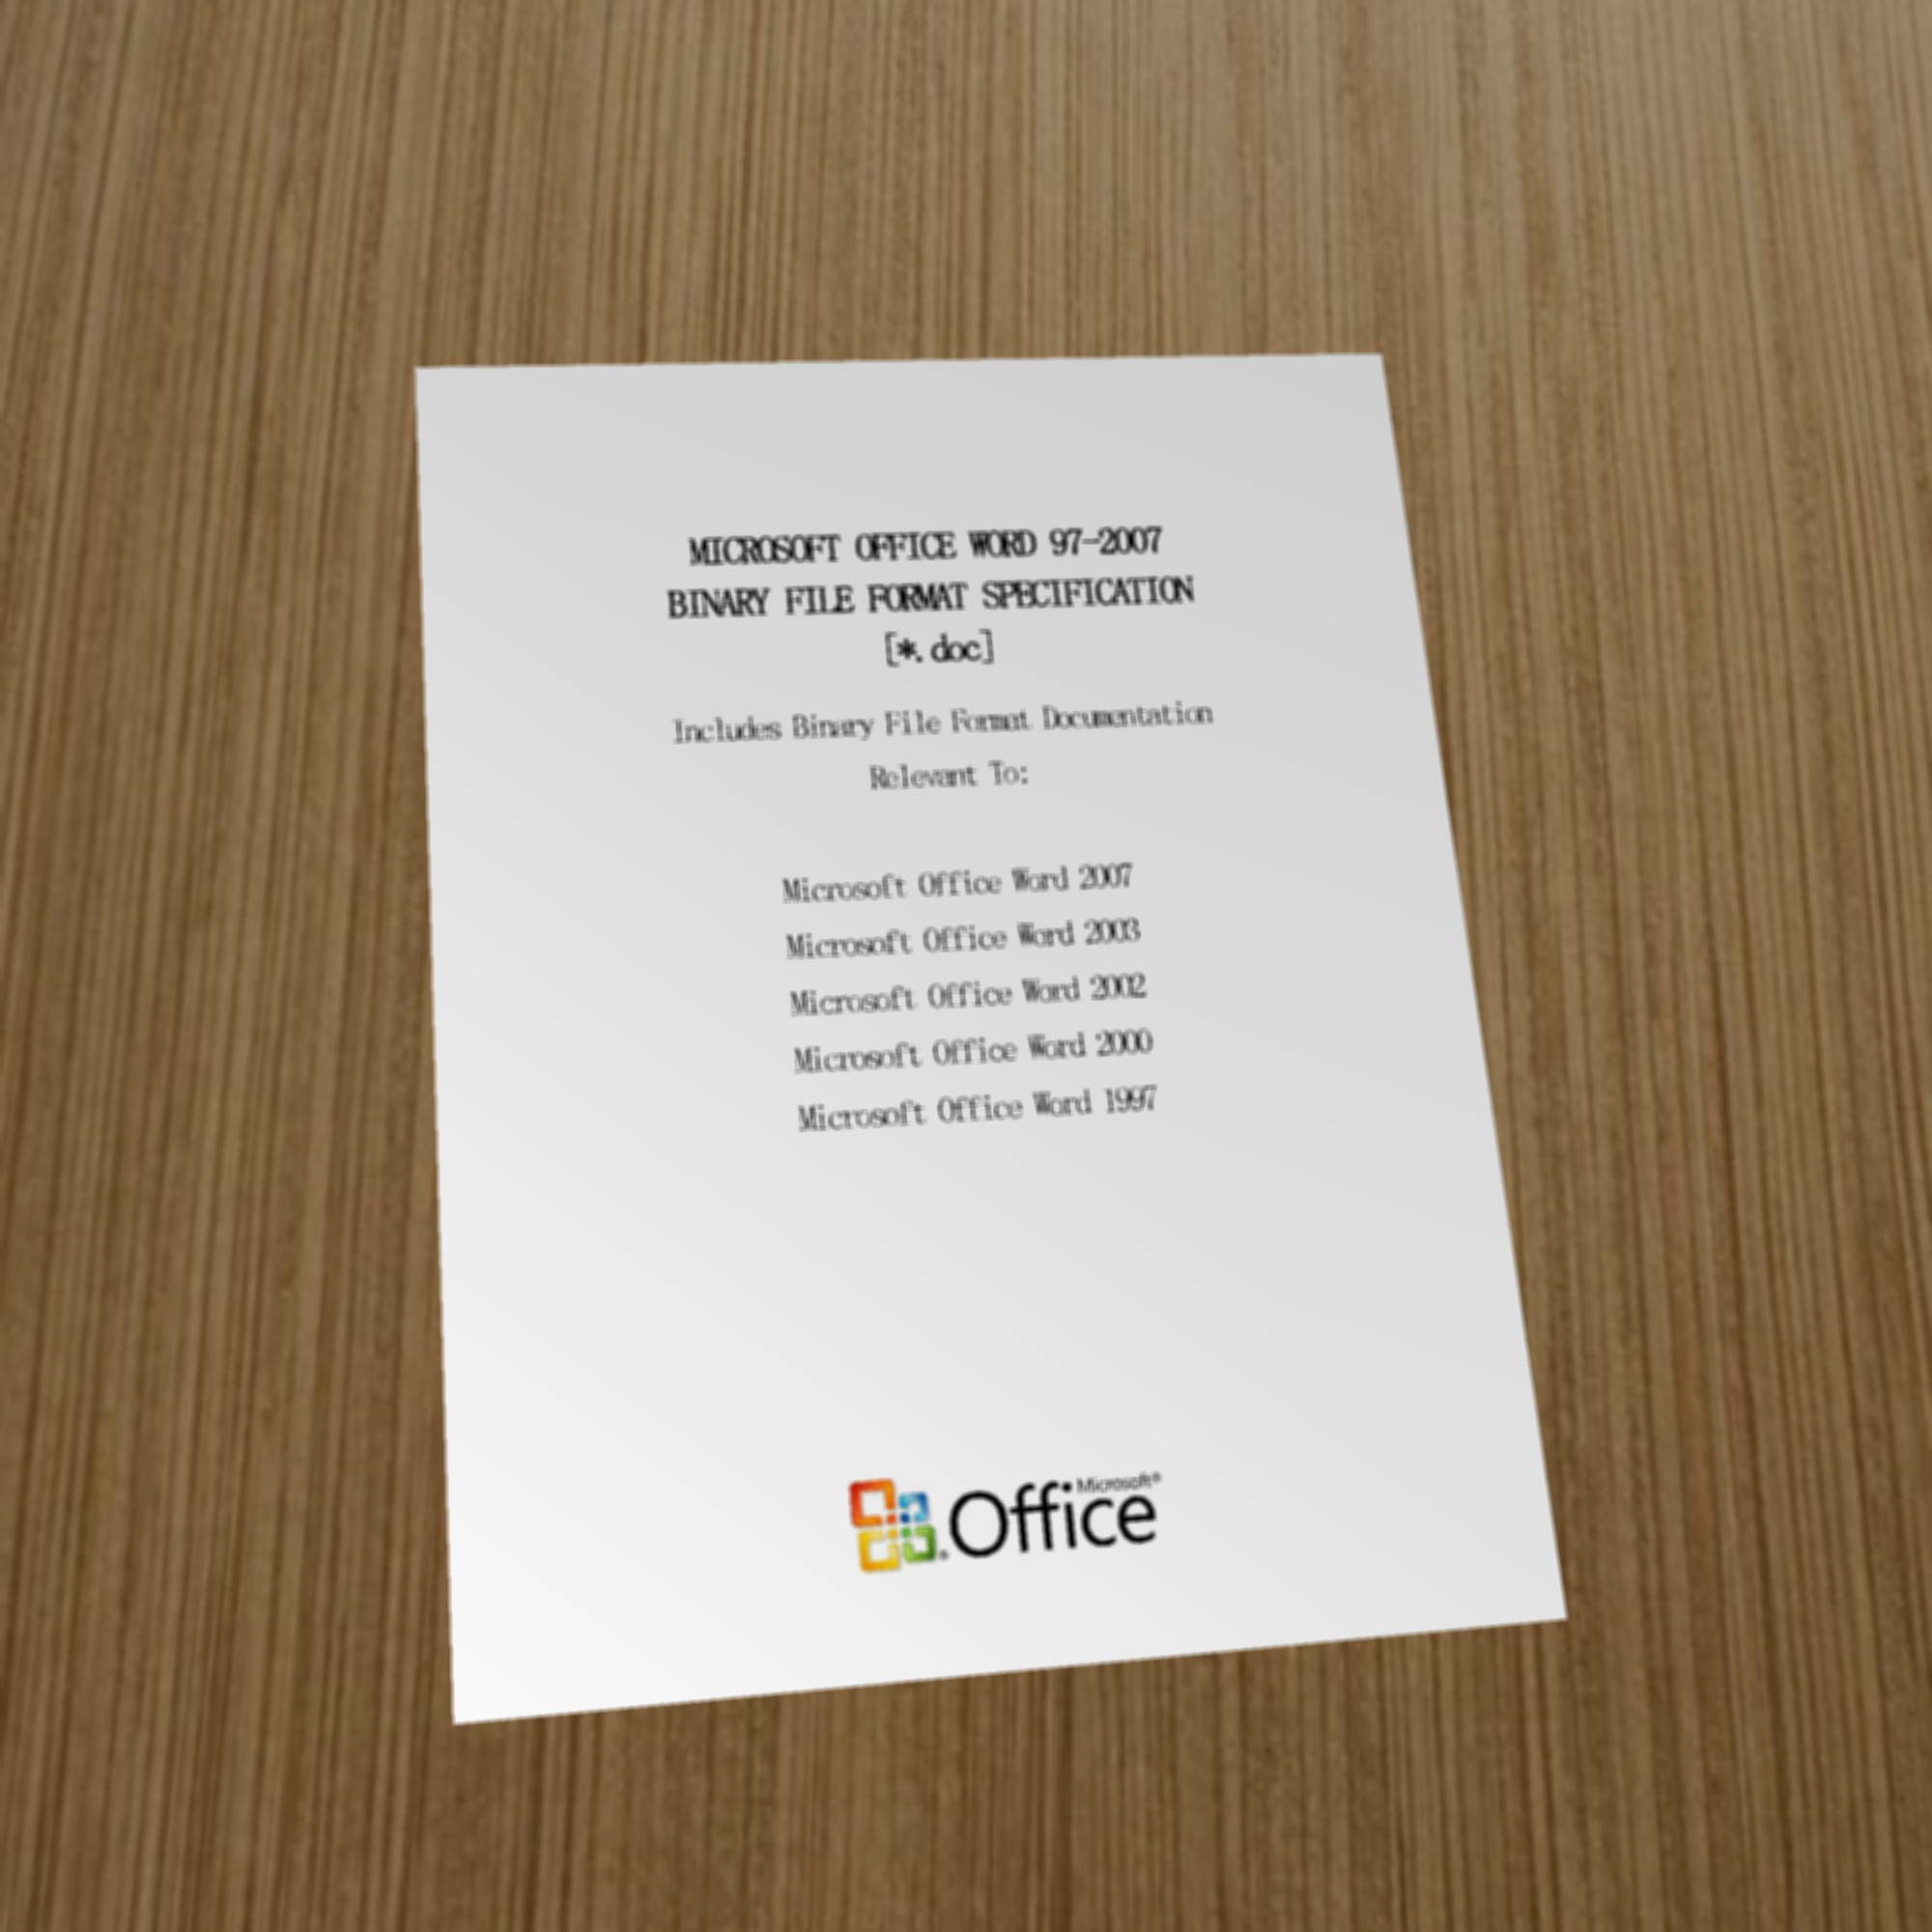 MICROSOFT OFFICE WORD 97-2007
BINARY FILE FORMAT SPECIFICATION
[*.doc]
Includes Binary File Format Documentation
Relevant To:
Microsoft Office Word 2007
Microsoft Office Word 2003
Microsoft Office Word 2002
Microsoft Office Word 2000
Microsoft Office Word 1997
Microsoft®
Office